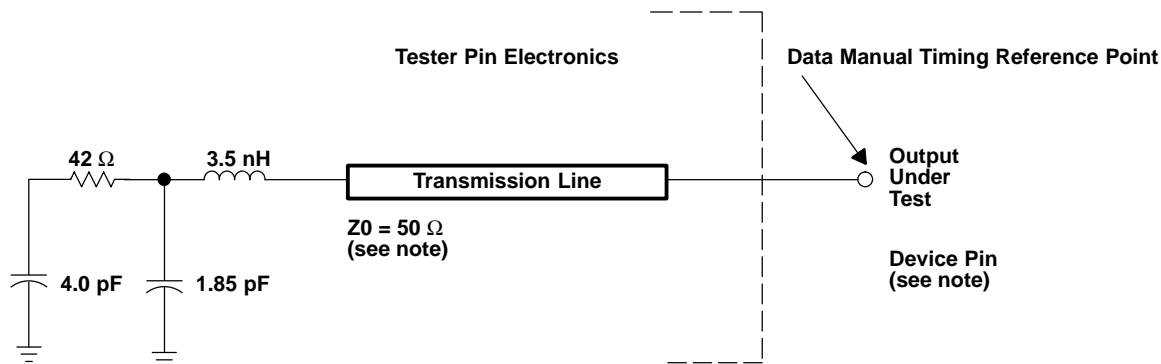 Tester Pin Electronics
Data Manual Timing Reference Point
42 Ω
3.5 nH
Transmission Line
Output
Under
Test
Z0 = 50 Ω
(see note)
Device Pin
(see note)
4.0 pF
1.85 pF